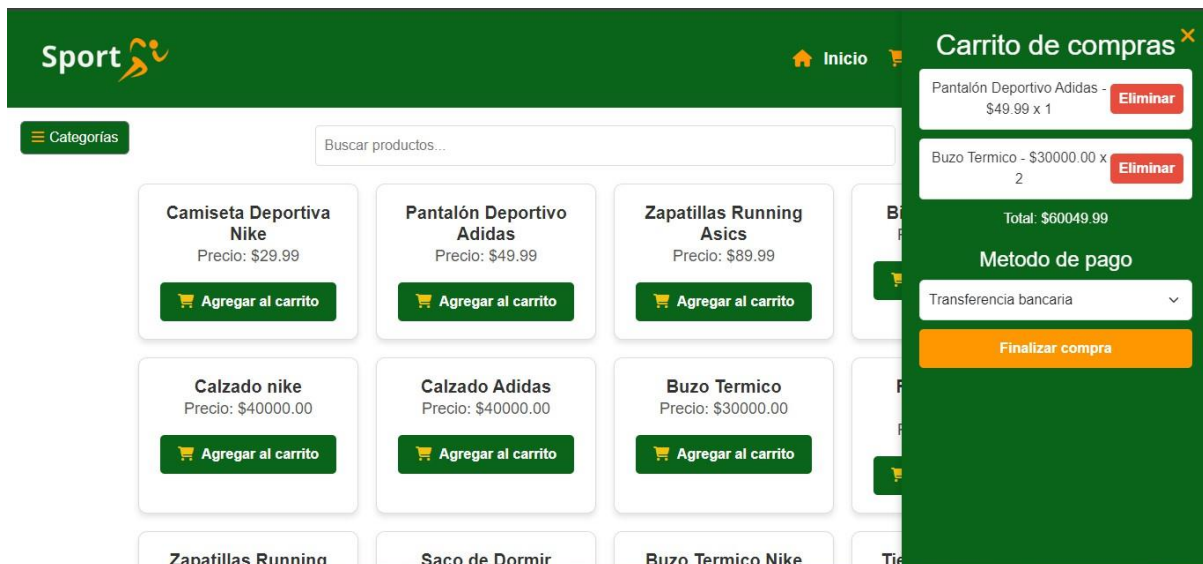 Sport
Inicio
Categorías
Buscar productos...
Camiseta Deportiva
Nike
Precio: $29.99
Agregar al carrito
Pantalón Deportivo
Adidas
Precio: $49.99
Agregar al carrito
Zapatillas Running
Asics
Precio: $89.99
Agregar al carrito
Calzado nike
Precio: $40000.00
Agregar al carrito
Calzado Adidas
Precio: $40000.00
Agregar al carrito
Buzo Termico
Precio: $30000.00
Agregar al carrito
Zapatillas Running
Saco de Dormir
Buzo Termico Nike
Carrito de compras
Pantalón Deportivo Adidas -
$49.99 x 1
Eliminar
Buzo Termico - $30000.00 x
2
Eliminar
Total: $60049.99
Metodo de pago
Transferencia bancaria
Finalizar compra